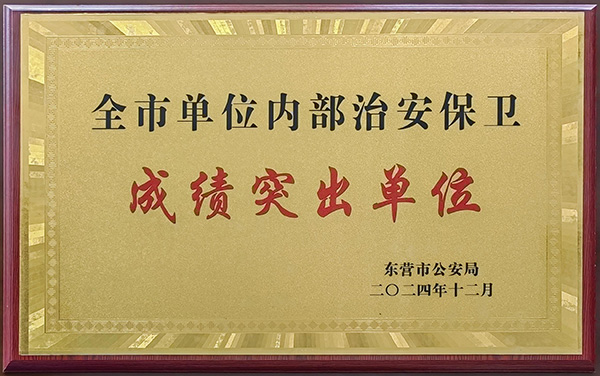 全市单位内部治安保卫
成绩突出单位
东营市公安局
二〇二四年十二月